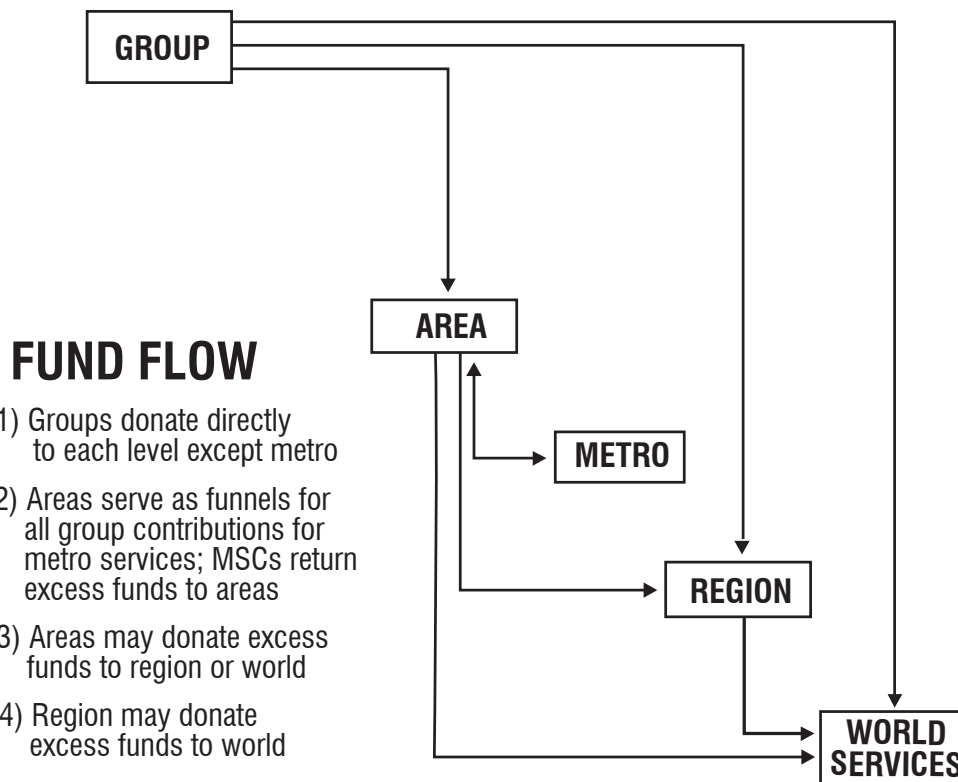 GROUP
AREA
FUND FLOW
1) Groups donate directly
to each level except metro
METRO
2) Areas serve as funnels for
all group contributions for
metro services; MSCs return
excess funds to areas
REGION
3) Areas may donate excess
funds to region or world
4) Region may donate
excess funds to world
WORLD
SERVICES